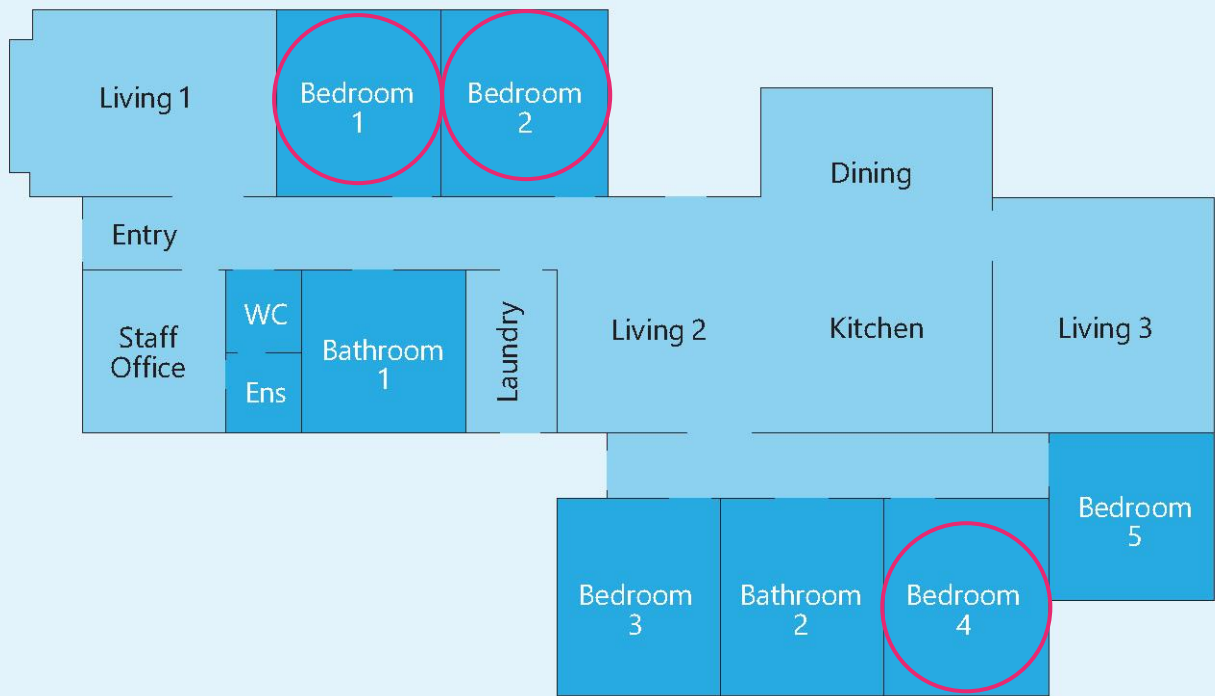 Living 1
Bedroom
1
Bedroom
2
Dining
Entry
Staff
Office
WC
Ens
Bathroom
1
Laundry
Living 2
Kitchen
Living 3
Bedroom
3
Bathroom
2
Bedroom
4
Bedroom
5